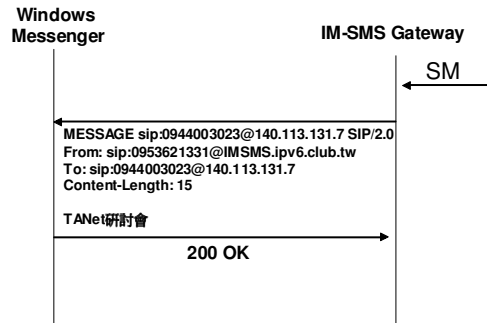 Windows
Messenger
IM-SMS Gateway
SM
MESSAGE sip:0944003023@140.113.131.7 SIP/2.0
From: sip:0953621331@IMSMS.ipv6.club.tw
To: sip:0944003023@140.113.131.7
Content-Length: 15
TANet研討會
200 OK